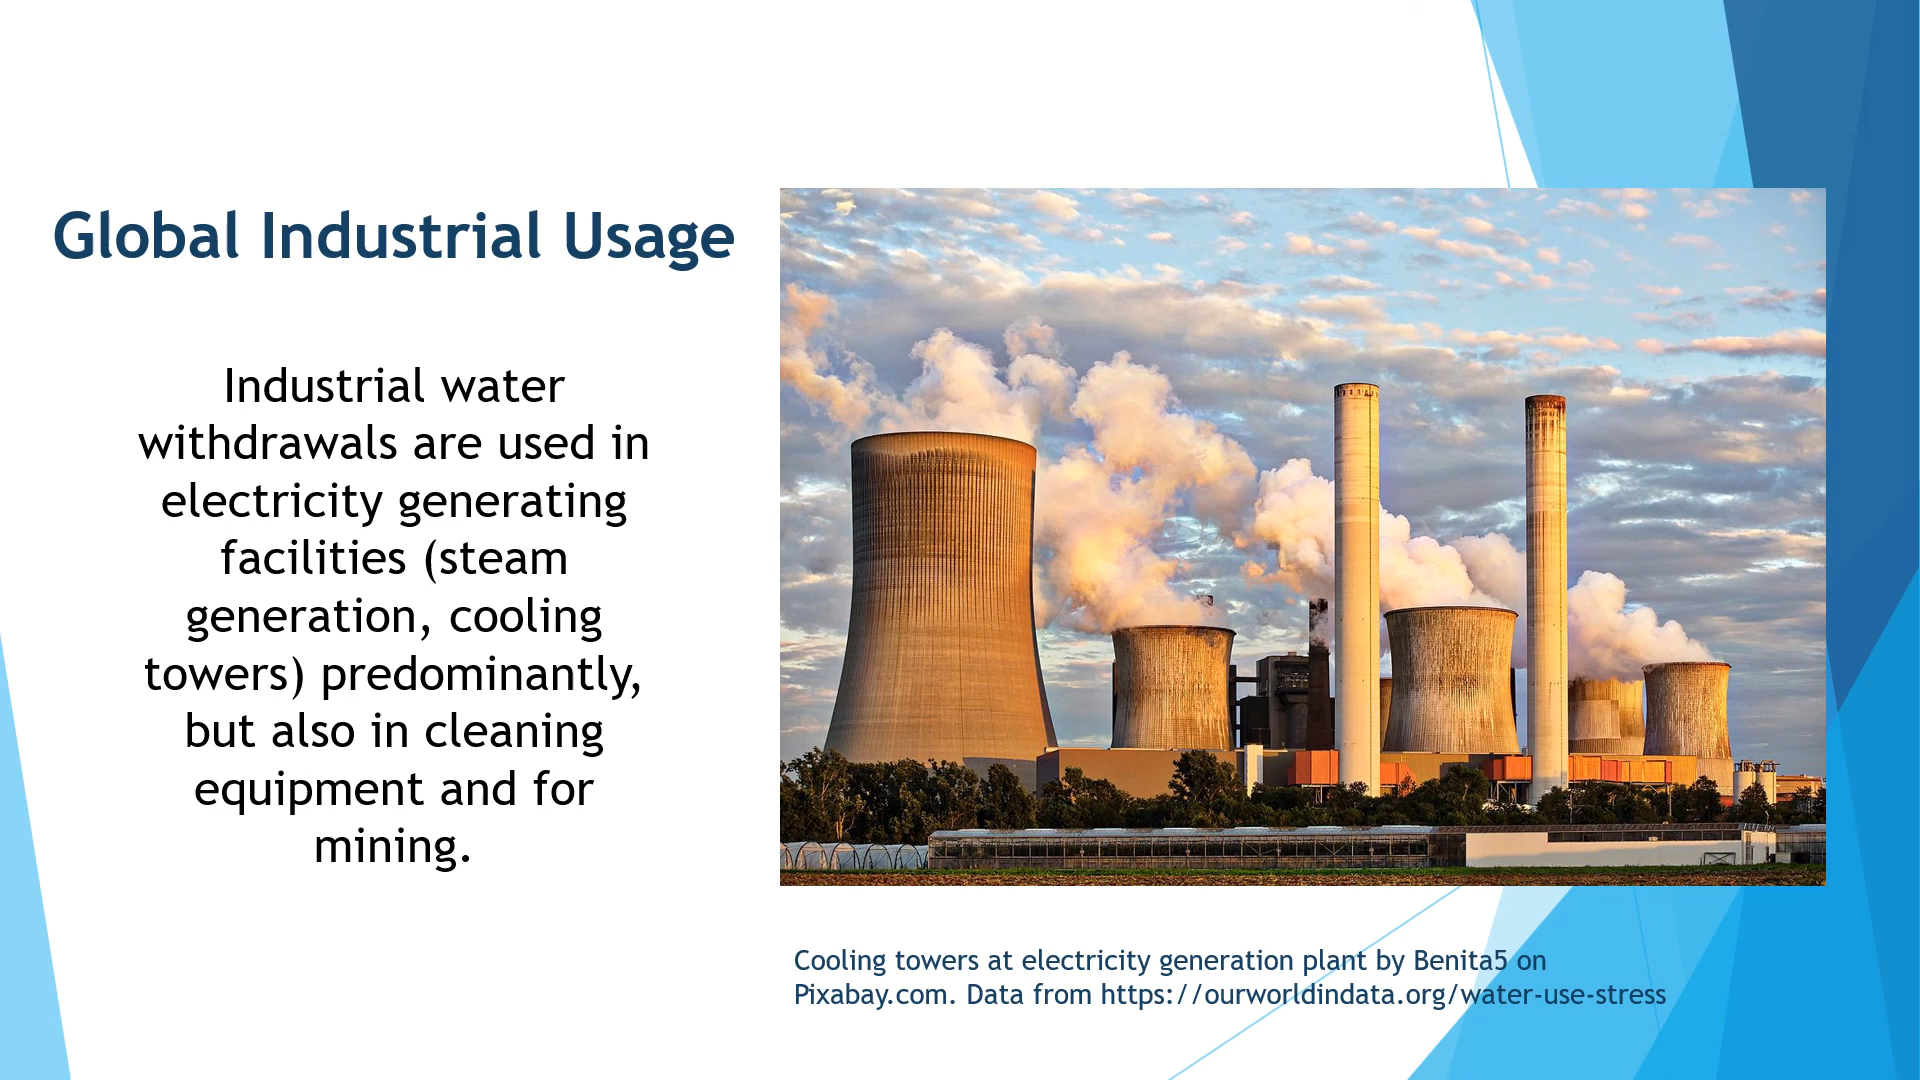 Global Industrial Usage
Industrial water
withdrawals are used in
electricity generating
facilities (steam
generation, cooling
towers) predominantly,
but also in cleaning
equipment and for
mining.
Cooling towers at electricity generation plant by Benita5 on
Pixabay.com. Data from https://ourworldindata.org/water-use-stress